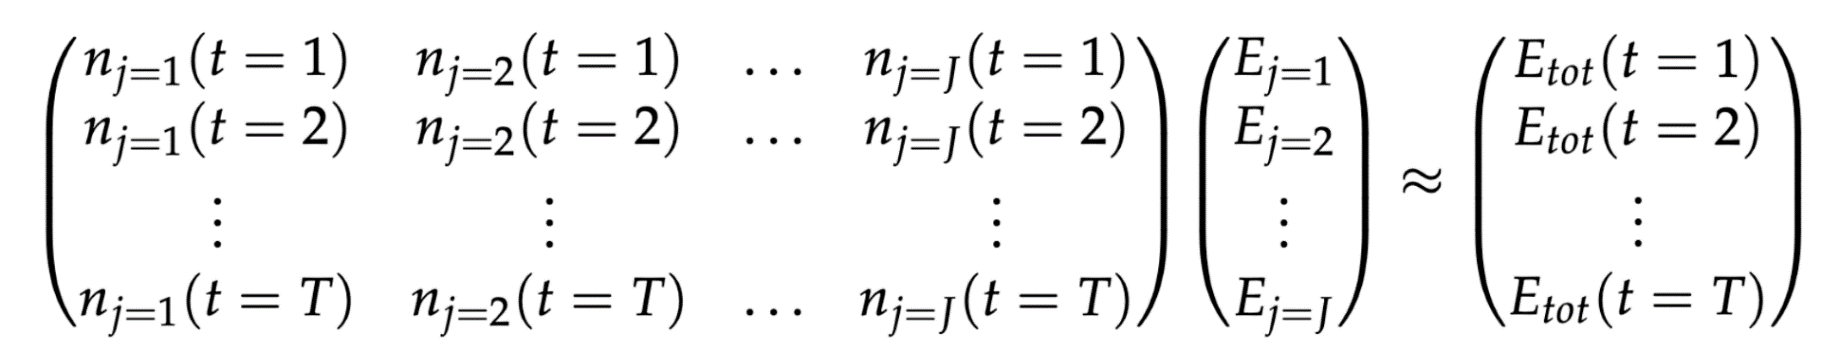 n_{j=1}(t = 1) n_{j=2}(t = 1) … n_{j=J}(t = 1) E_{j=1} E_{tot}(t = 1)
n_{j=1}(t = 2) n_{j=2}(t = 2) … n_{j=J}(t = 2) E_{j=2} E_{tot}(t = 2)
⋮ ⋮ ⋮ ⋮ ≈ ⋮
n_{j=1}(t = T) n_{j=2}(t = T) … n_{j=J}(t = T) E_{j=J} E_{tot}(t = T)